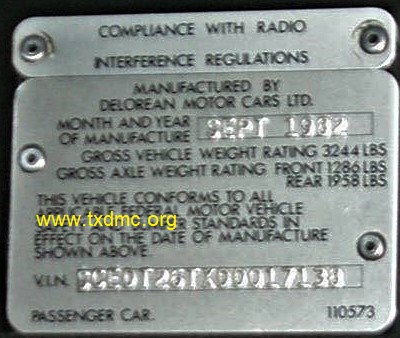 COMPLIANCE WITH RADIO
INTERFERENCE REGULATIONS
MANUFACTURED BY
DELOREAN MOTOR CARS LTD.
MONTH AND YEAR
OF MANUFACTURE SEPT 1982
GROSS VEHICLE WEIGHT RATING 3244 LBS
GROSS AXLE WEIGHT RATING FRONT 1286 LBS
REAR 1958 LBS
THIS VEHICLE CONFORMS TO ALL
FEDERAL MOTOR VEHICLE
www.txdmc.org
STANDARDS IN
EFFECT ON THE DATE OF MANUFACTURE
SHOWN ABOVE.
V.I.N.
PASSENGER CAR. 110573